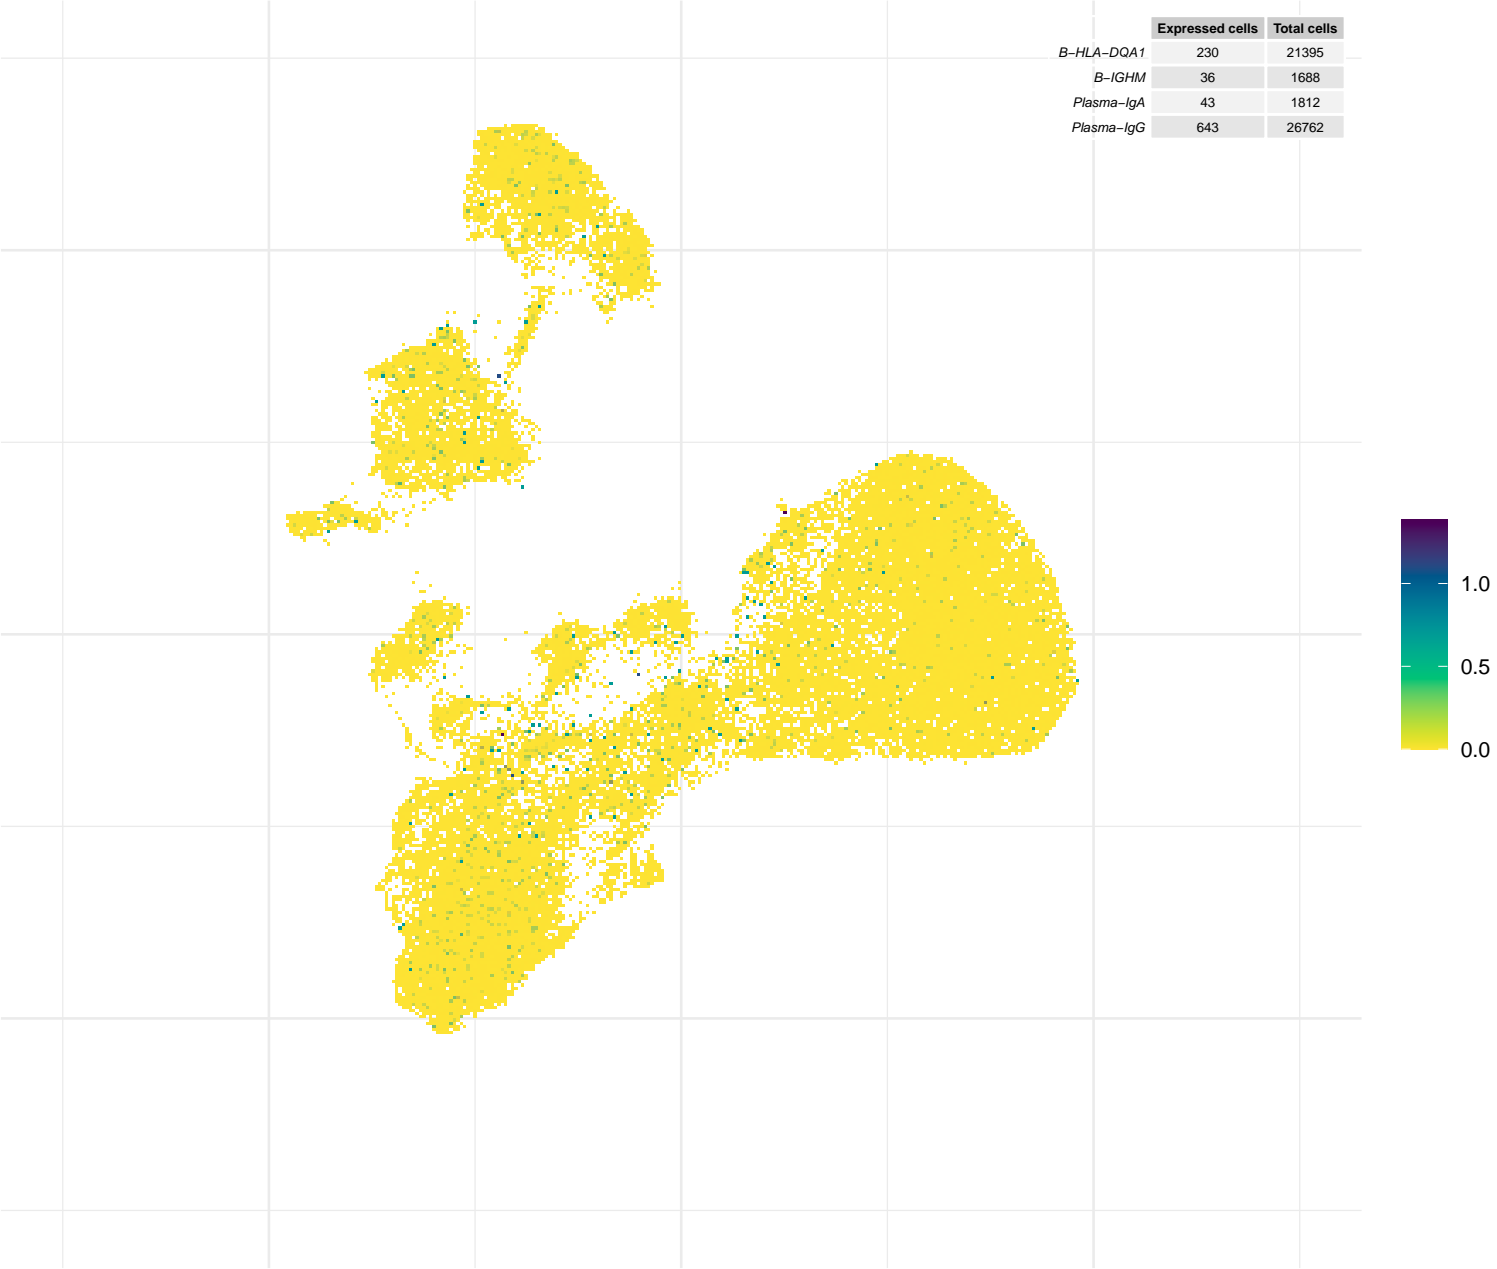 Expressed cells Total cells
B−HLA−DQA1 230 21395
B−IGHM 36 1688
Plasma−IgA 43 1812
Plasma−IgG 643 26762
1.0
0.5
0.0